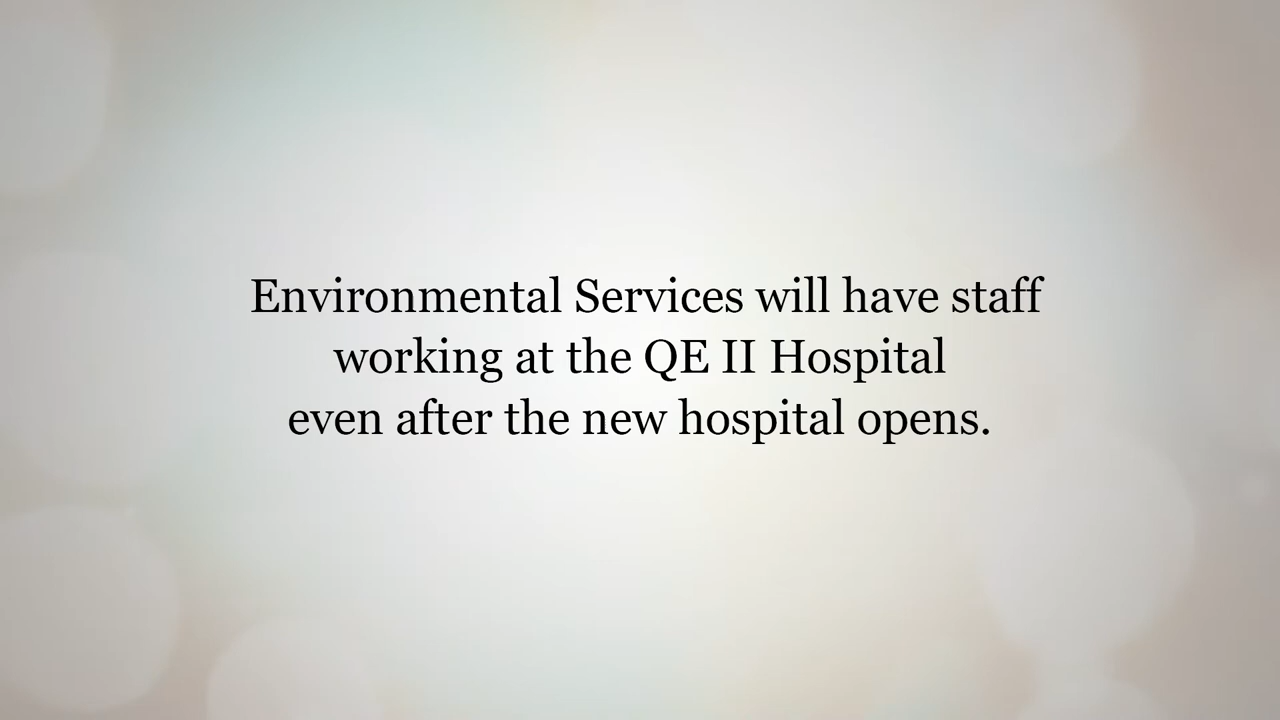 Environmental Services will have staff
working at the QE II Hospital
even after the new hospital opens.